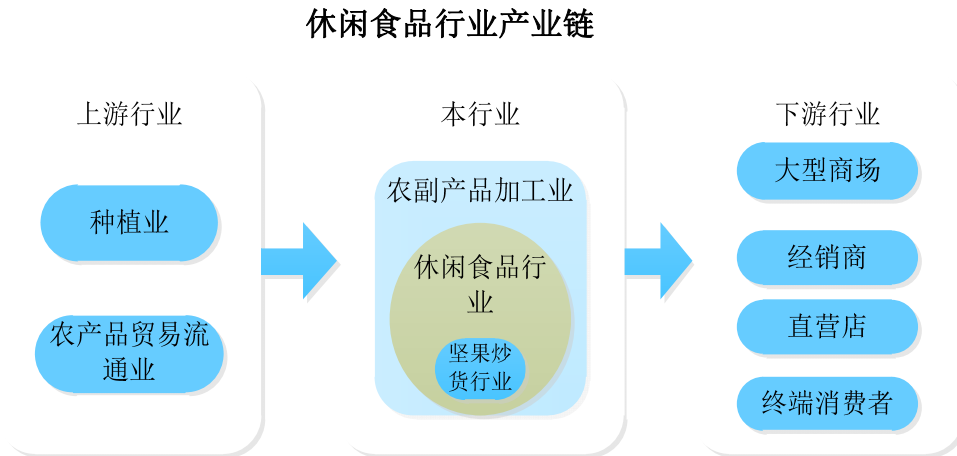 休闲食品行业产业链
上游行业
种植业
农产品贸易流
通业
本行业
农副产品加工业
休闲食品行
业
坚果炒
货行业
下游行业
大型商场
经销商
直营店
终端消费者